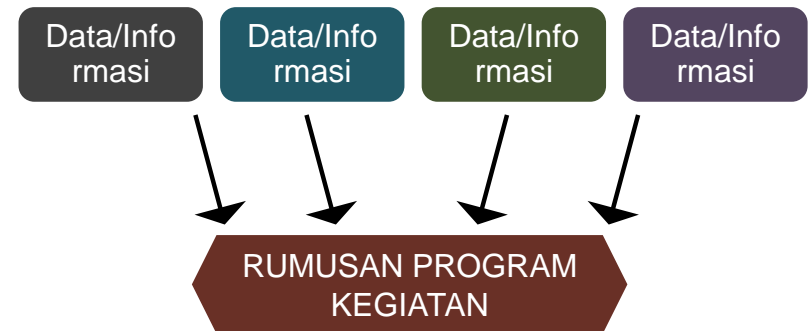 Data/Info
rmasi
Data/Info
rmasi
Data/Info
rmasi
Data/Info
rmasi
RUMUSAN PROGRAM
KEGIATAN